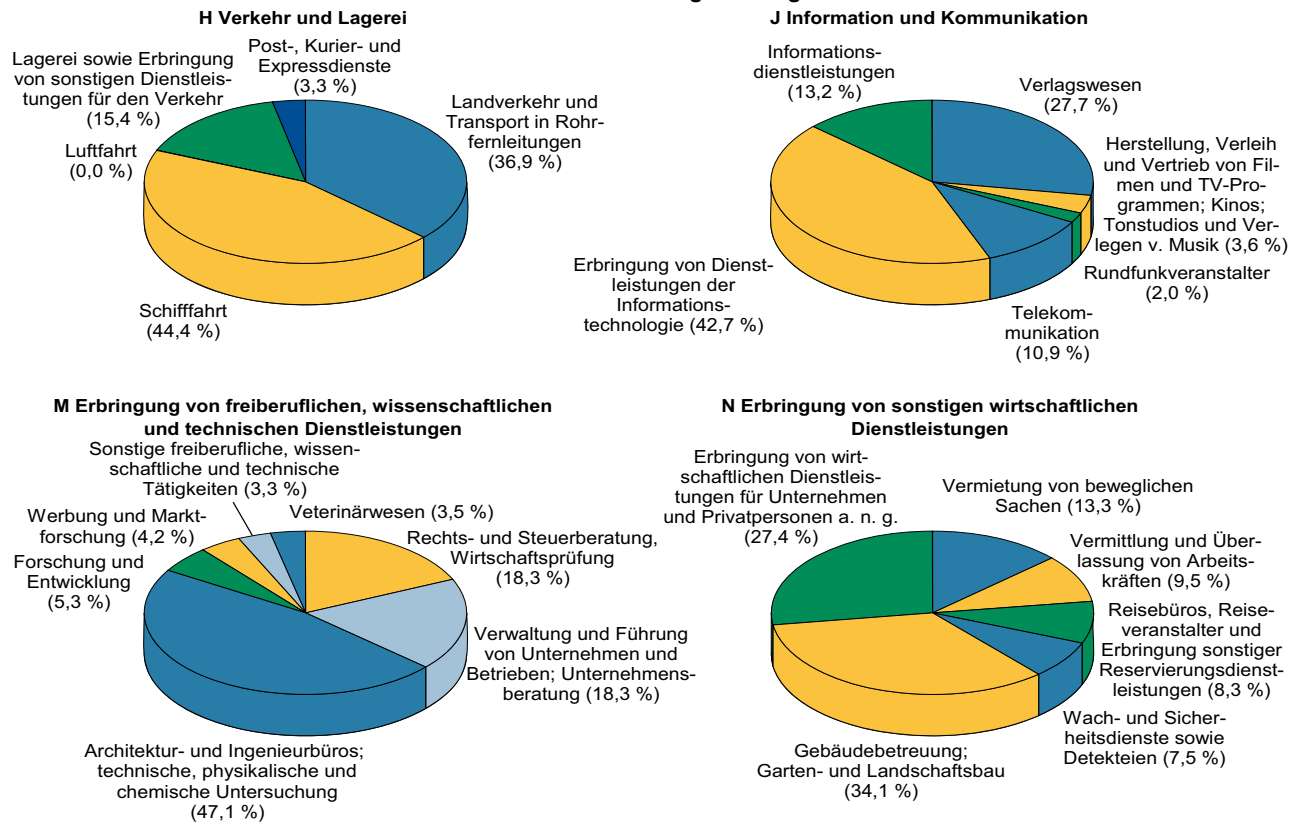 H Verkehr und Lagerei
Post-, Kurier- und
Expressdienste
(3,3 %)
Lagerei sowie Erbringung
von sonstigen Dienstleis-
tungen für den Verkehr
(15,4 %)
Landverkehr und
Transport in Rohr-
fernleitungen
(36,9 %)
Luftfahrt
(0,0 %)
Schifffahrt
(44,4 %)
J Information und Kommunikation
Informations-
dienstleistungen
(13,2 %)
Verlagswesen
(27,7 %)
Herstellung, Verleih
und Vertrieb von Fil-
men und TV-Pro-
grammen; Kinos;
Tonstudios und Ver-
legen v. Musik (3,6 %)
Rundfunkveranstalter
(2,0 %)
Erbringung von Dienst-
leistungen der
Informations-
technologie (42,7 %)
Telekom-
munikation
(10,9 %)
M Erbringung von freiberuflichen, wissenschaftlichen
und technischen Dienstleistungen
Sonstige freiberufliche, wissen-
schaftliche und technische
Tätigkeiten (3,3 %)
Veterinärwesen (3,5 %)
Werbung und Markt-
forschung (4,2 %)
Rechts- und Steuerberatung,
Wirtschaftsprüfung
(18,3 %)
Forschung und
Entwicklung
(5,3 %)
Verwaltung und Führung
von Unternehmen und
Betrieben; Unternehmens-
beratung (18,3 %)
Architektur- und Ingenieurbüros;
technische, physikalische und
chemische Untersuchung
(47,1 %)
N Erbringung von sonstigen wirtschaftlichen
Dienstleistungen
Erbringung von wirt-
schaftlichen Dienstleis-
tungen für Unternehmen
und Privatpersonen a. n. g.
(27,4 %)
Vermietung von beweglichen
Sachen (13,3 %)
Vermittlung und Über-
lassung von Arbeits-
kräften (9,5 %)
Reisebüros, Reise-
veranstalter und
Erbringung sonstiger
Reservierungsdienst-
leistungen (8,3 %)
Wach- und Sicher-
heitsdienste sowie
Detekteien (7,5 %)
Gebäudebetreuung;
Garten- und Landschaftsbau
(34,1 %)